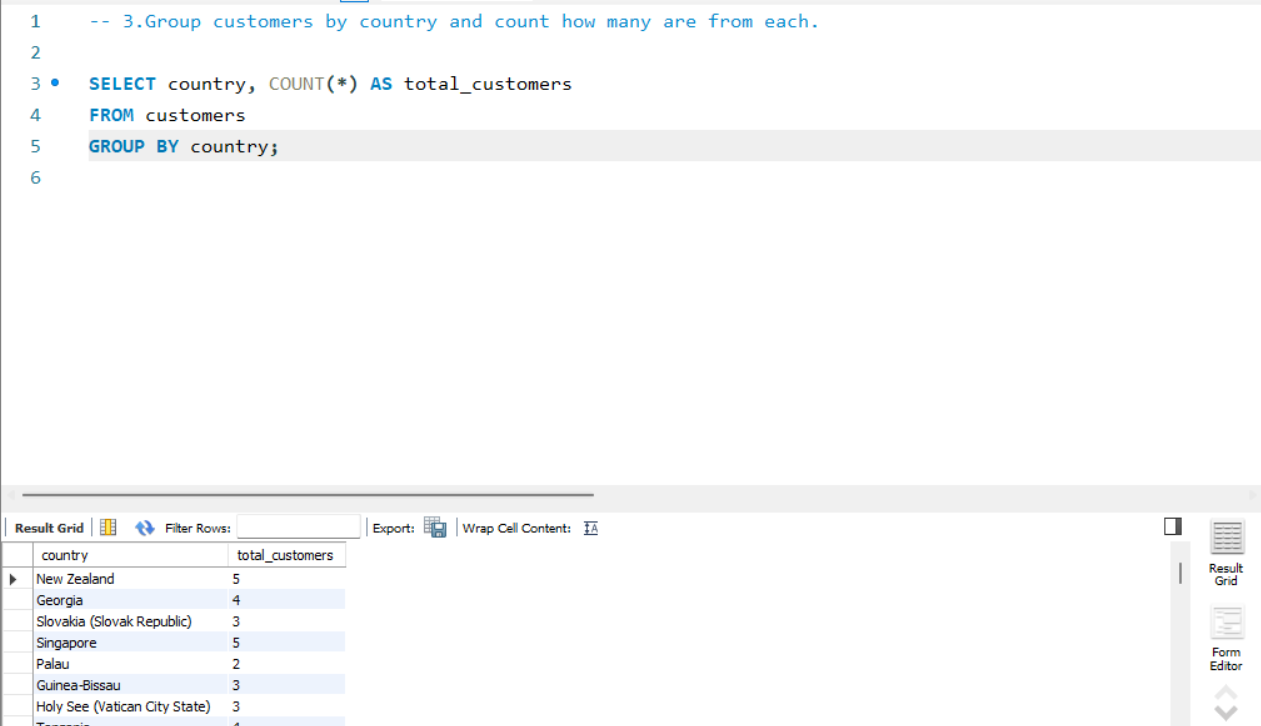 1 -- 3.Group customers by country and count how many are from each.
2
3 SELECT country, COUNT(*) AS total_customers
4 FROM customers
5 GROUP BY country;
6
Result Grid Filter Rows: Export: Wrap Cell Content:
country total_customers
New Zealand 5
Georgia 4
Slovakia (Slovak Republic) 3
Singapore 5
Palau 2
Guinea-Bissau 3
Holy See (Vatican City State) 3
Result
Grid
Form
Editor